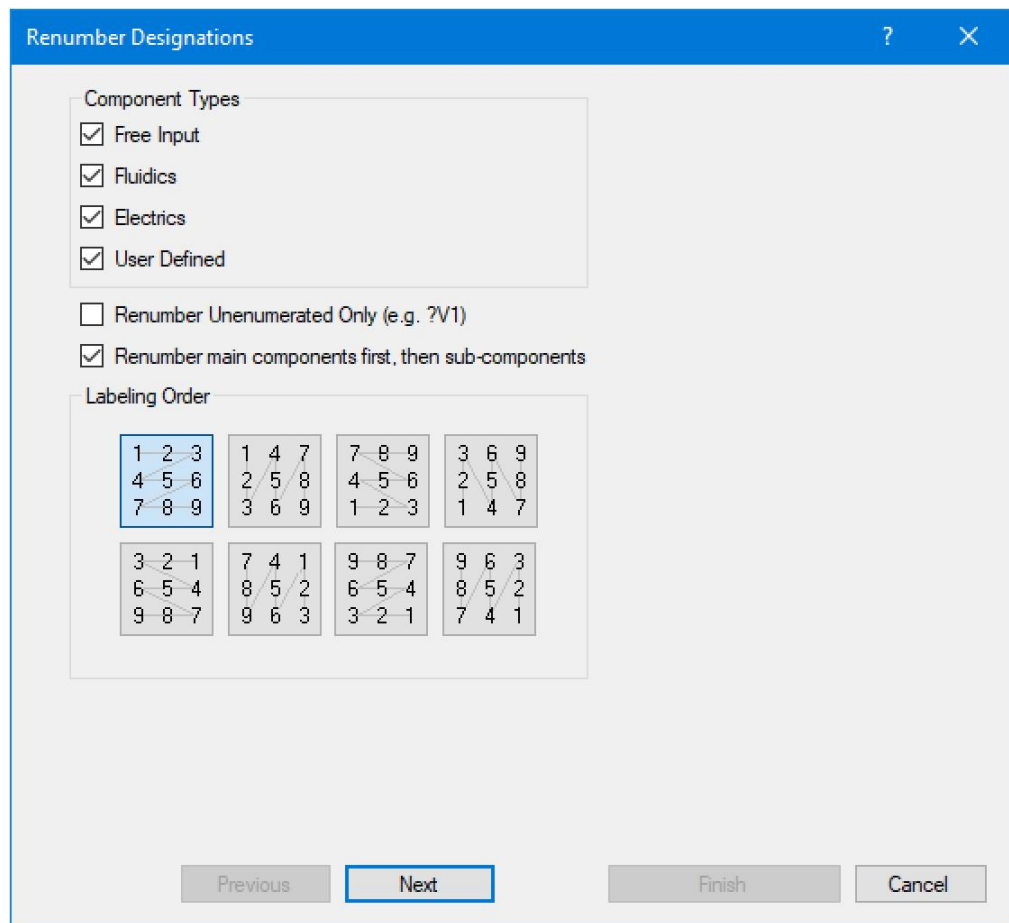 Renumber Designations ?
Component Types
Free Input
Fluidics
Electrics
User Defined
Renumber Unenumerated Only (e.g. ?V1)
Renumber main components first, then sub-components
Labeling Order
1 2 3 1 4 7 7 8 9 3 6 9
4 5 6 2 5 8 4 5 6 2 5 8
7 8 9 3 6 9 1 2 3 1 4 7
3 2 1 7 4 1 9 8 7 9 6 3
6 5 4 8 5 2 6 5 4 8 5 2
9 8 7 9 6 3 3 2 1 7 4 1
Previous Next Finish Cancel